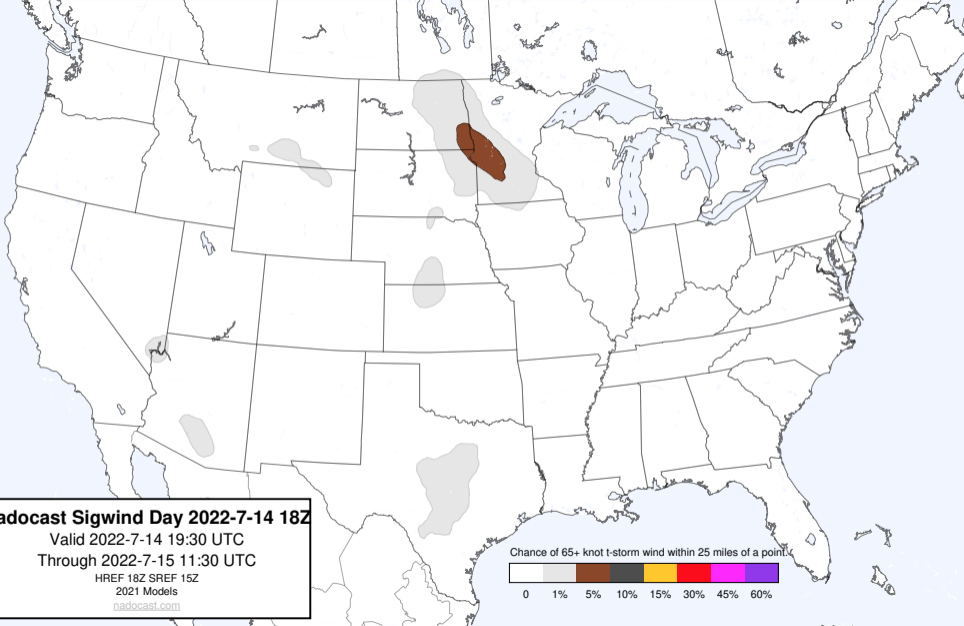 adocast Sigwind Day 2022-7-14 18Z
Valid 2022-7-14 19:30 UTC
Through 2022-7-15 11:30 UTC
HREF 18Z SREF 15Z
2021 Models
nadocast.com
Chance of 65+ knot t-storm wind within 25 miles of a point.
0 1% 5% 10% 15% 30% 45% 60%